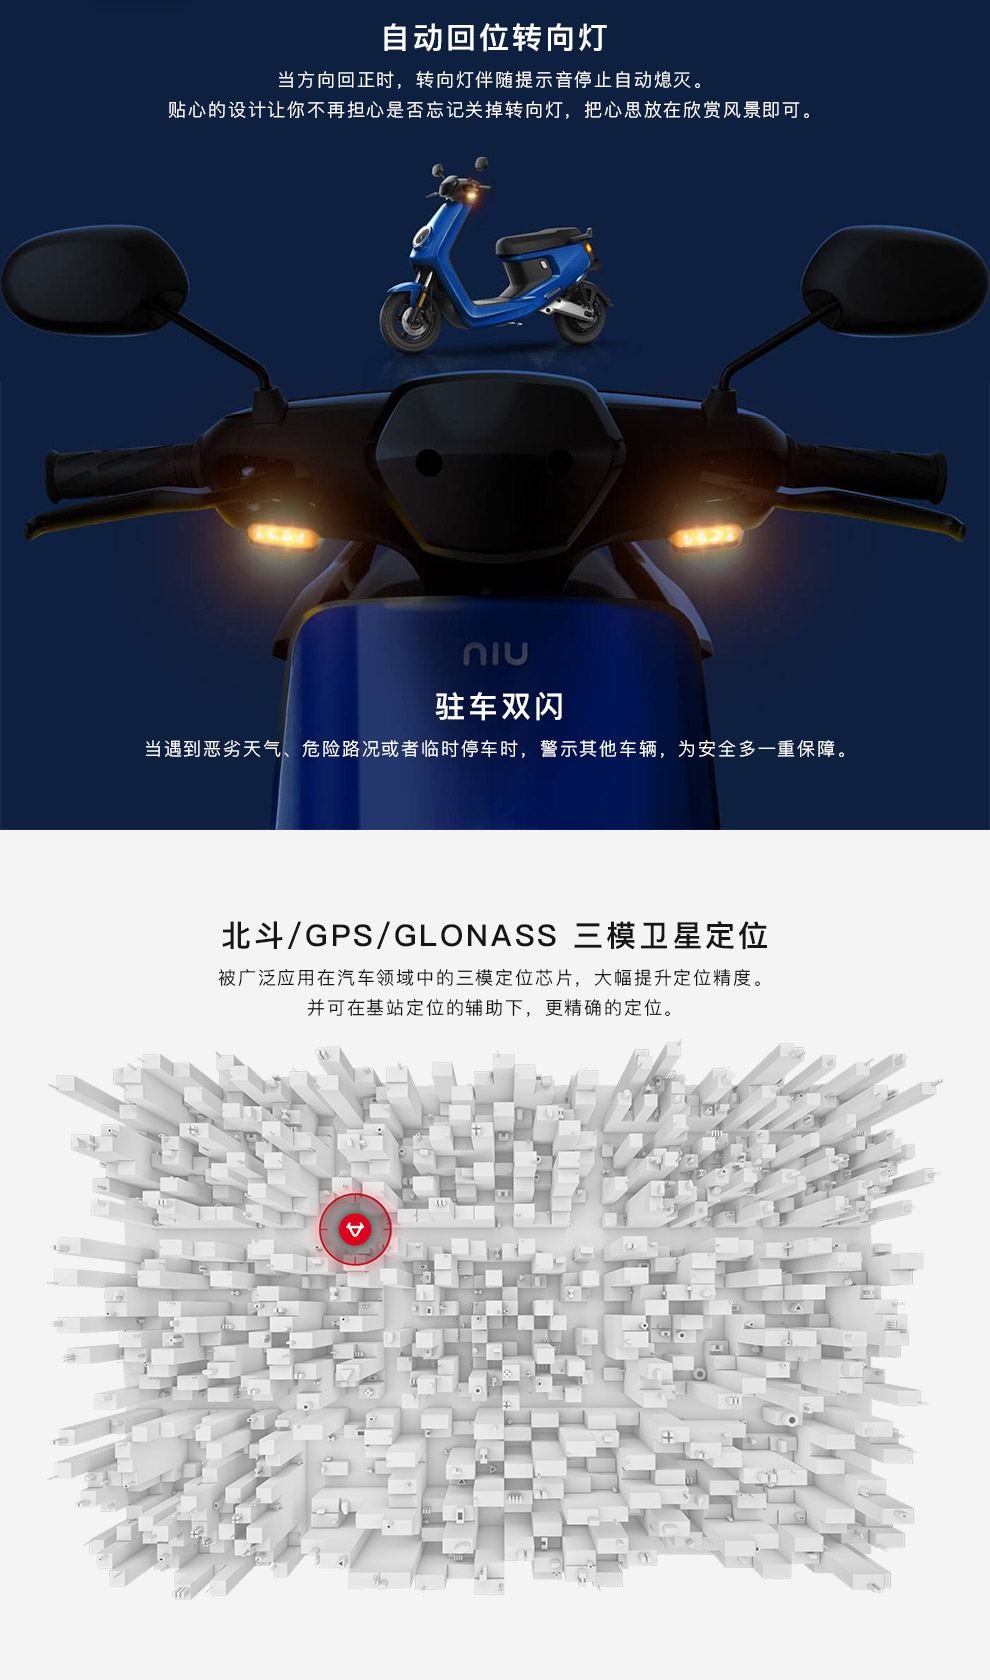 自动回位转向灯
当方向回正时，转向灯伴随提示音停止自动熄灭。
贴心的设计让你不再担心是否忘记关掉转向灯，把心思放在欣赏风景即可。
niu
驻车双闪
当遇到恶劣天气、危险路况或者临时停车时，警示其他车辆，为安全多一重保障。
北斗/GPS/GLONASS 三模卫星定位
被广泛应用在汽车领域中的三模定位芯片，大幅提升定位精度。
并可在基站定位的辅助下，更精确的定位。